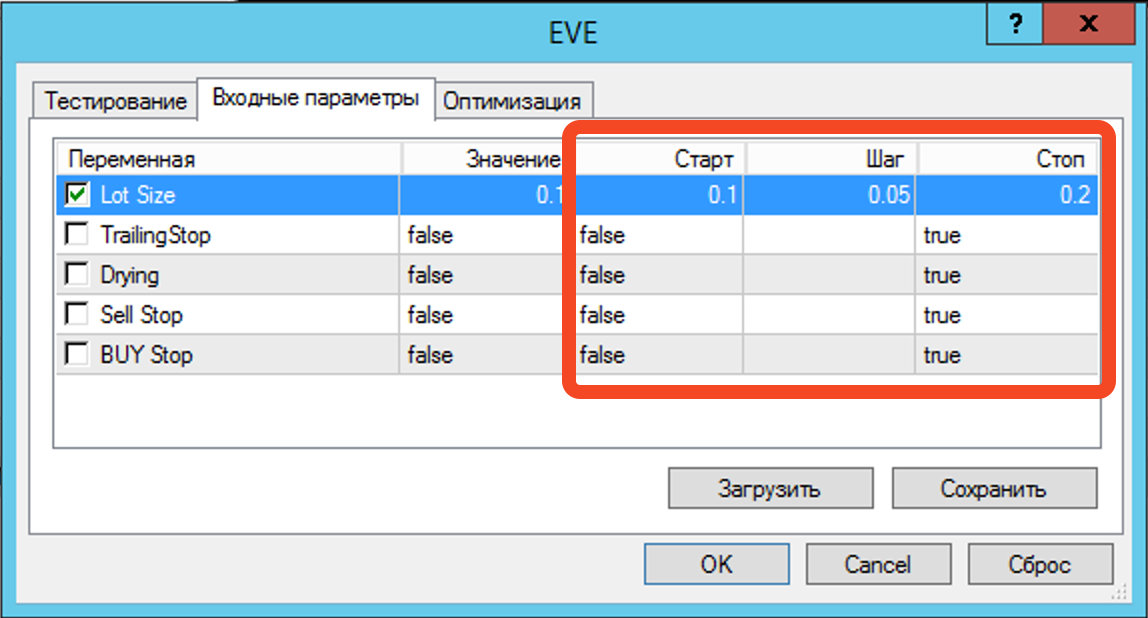 EVE
? x
Тестирование Входные параметры Оптимизация
Переменная Значение Старт Шаг Стоп
Lot Size 0.1 0.1 0.05 0.2
TrailingStop false false true
Drying false false true
Sell Stop false false true
BUY Stop false false true
Загрузить Сохранить
OK Cancel Сброс